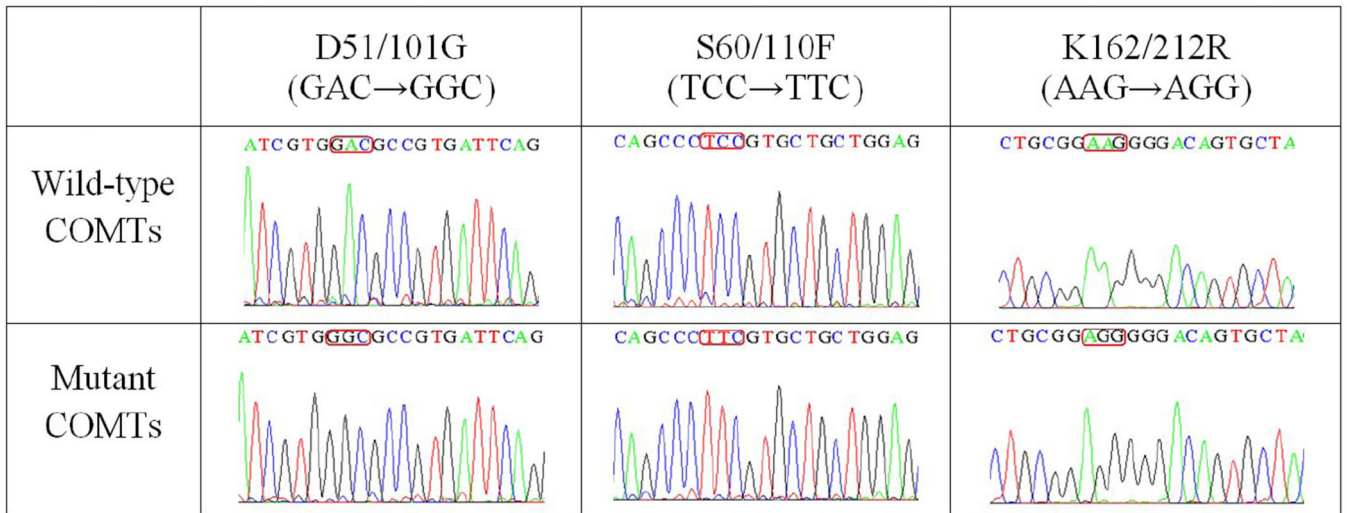 D51/101G
(GAC→GGC)
S60/110F
(TCC→TTC)
K162/212R
(AAG→AGG)
Wild-type
COMTs
ATCGTGGACGCCGTGATTCAG
CAGCCCTCCGTGCTGCTGGAG
CTGCGGAAGGGGACAGTGCTA
Mutant
COMTs
ATCGTGGGCGCCGTGATTCAG
CAGCCCTTCGTGCTGCTGGAG
CTGCGGAGGGGGACAGTGCTA